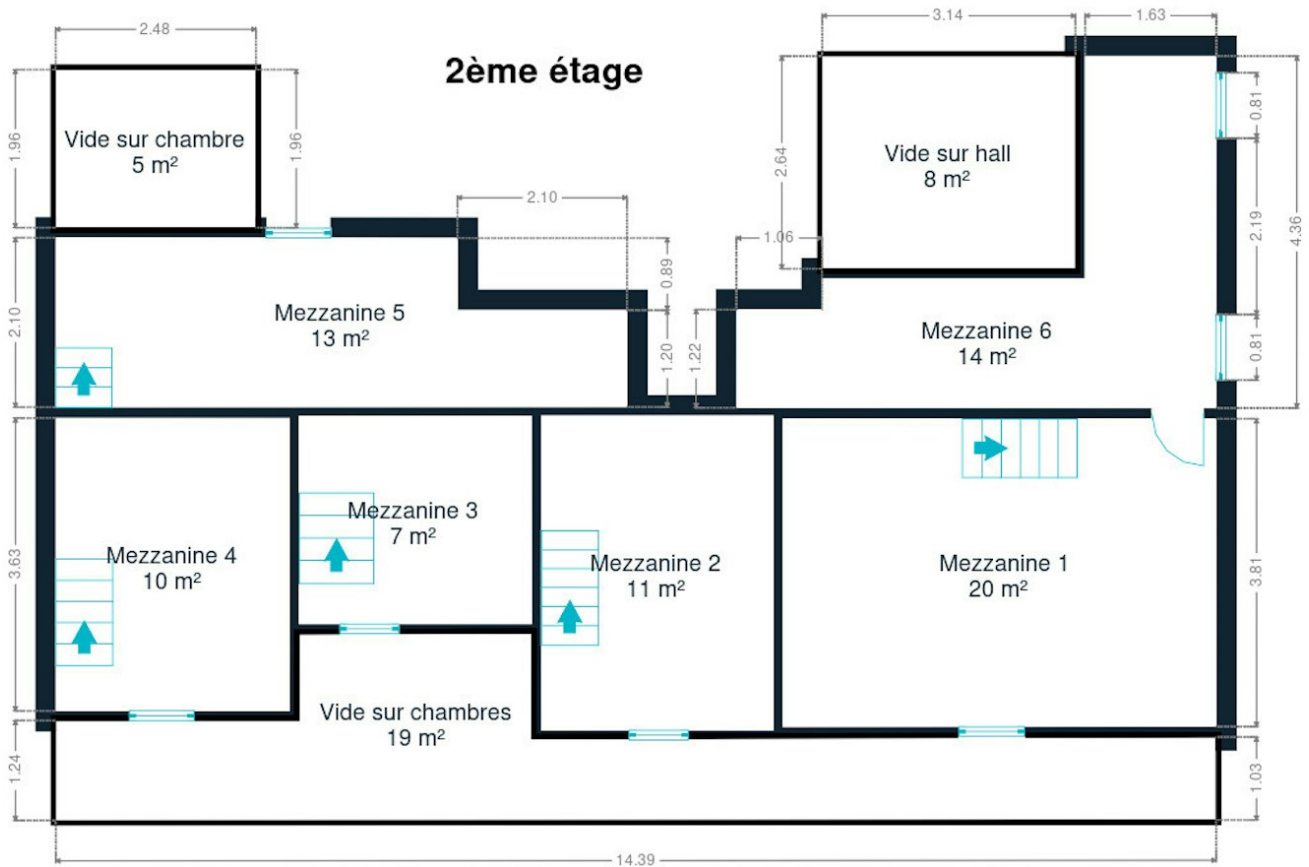 2.48
3.14
1.63
2ème étage
1.96
Vide sur chambre
5 m²
1.96
2.64
Vide sur hall
8 m²
0.81
2.19
4.36
2.10
1.06
0.89
2.10
Mezzanine 5
13 m²
1.20
1.22
Mezzanine 6
14 m²
0.81
3.63
Mezzanine 4
10 m²
Mezzanine 3
7 m²
Mezzanine 2
11 m²
Mezzanine 1
20 m²
3.81
Vide sur chambres
19 m²
1.24
1.03
14.39